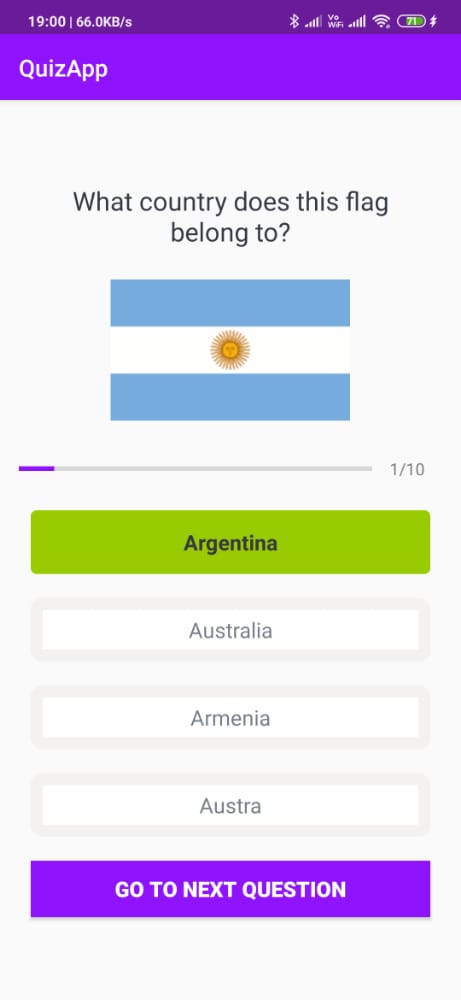 19:00 | 66.0KB/s Vo WiFi 71
QuizApp
What country does this flag
belong to?
1/10
Argentina
Australia
Armenia
Austra
GO TO NEXT QUESTION